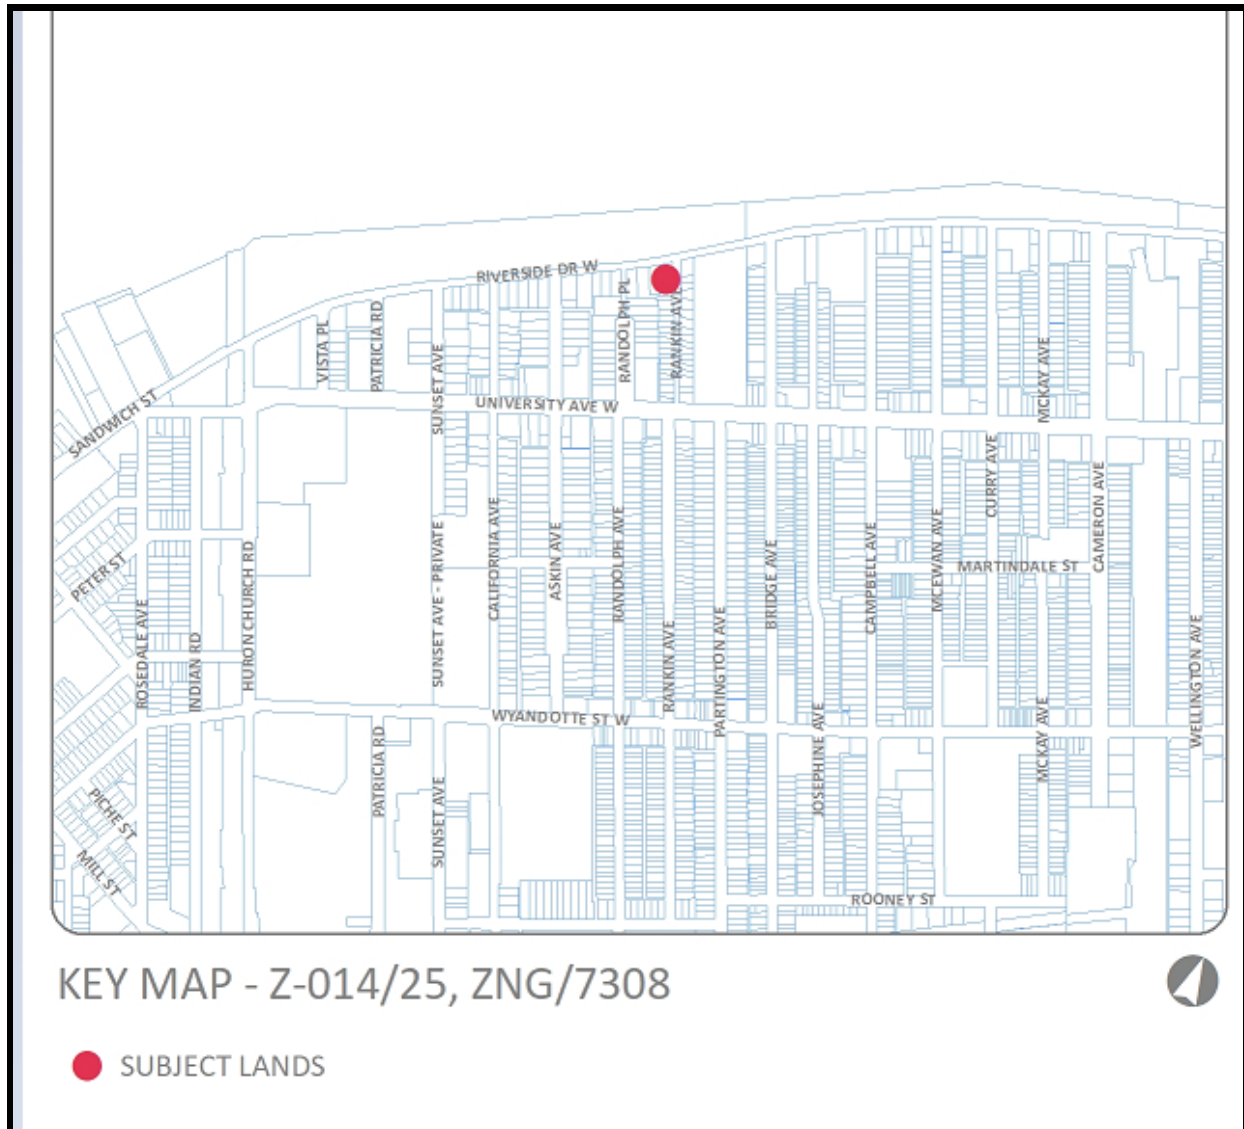 RIVERSIDE DR W
VISTA PL
PATRICIA RD
SUNSET AVE
RANDOLPH PL
RANKIN AVE
MCKAY AVE
SANDWICH ST
UNIVERSITY AVE W
PETER ST
ROSEDALE AVE
INDIAN RD
HURON CHURCH RD
SUNSET AVE - PRIVATE
CALIFORNIA AVE
ASKIN AVE
RANDOLPH AVE
RANKIN AVE
PARTINGTON AVE
BRIDGE AVE
CAMPBELL AVE
MCEWAN AVE
CURRY AVE
MARTINDALE ST
CAMERON AVE
WELLINGTON AVE
WYANDOTTE ST W
PATRICIA RD
SUNSET AVE
JOSEPHINE AVE
MCKAY AVE
PICHE ST
MILL ST
ROONEY ST
KEY MAP - Z-014/25, ZNG/7308
SUBJECT LANDS